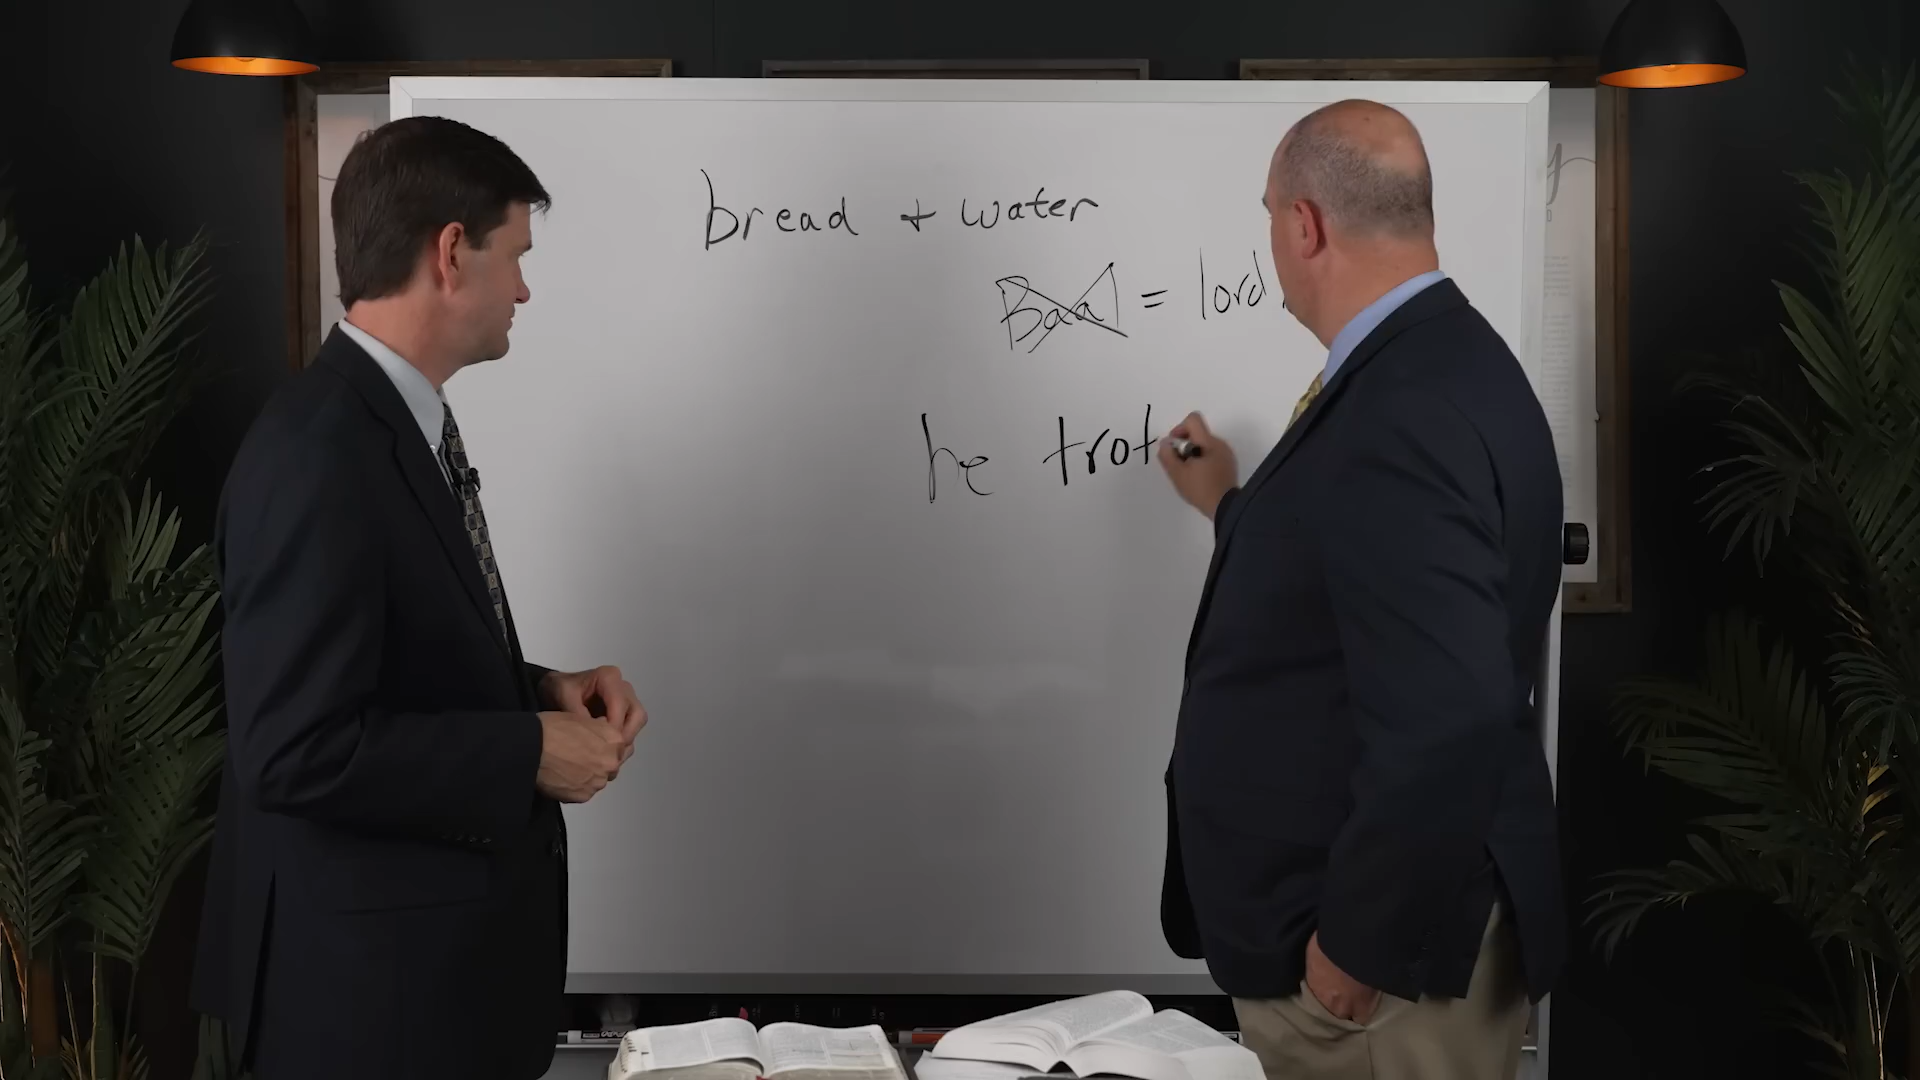 bread + water
Baal = lord
he trot